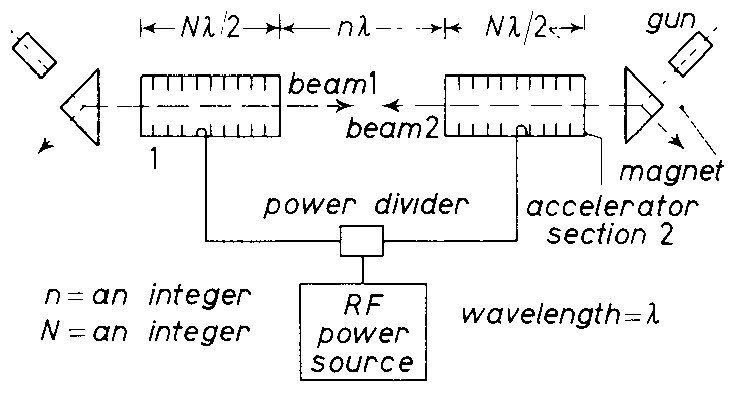 Nλ/2
nλ
Nλ/2
gun
beam1
beam2
1
magnet
power divider
accelerator
section 2
n = an integer
N = an integer
RF
power
source
wavelength = λ